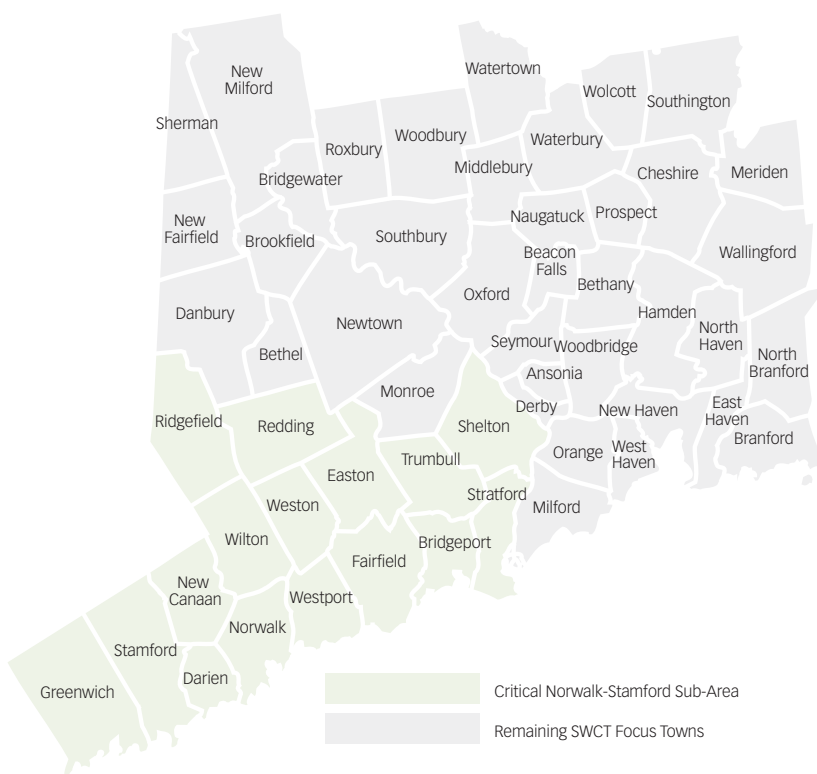 Watertown
New
Milford
Wolcott
Southington
Sherman
Woodbury
Waterbury
Roxbury
Middlebury
Cheshire
Meriden
Bridgewater
Naugatuck
Prospect
New
Fairfield
Brookfield
Southbury
Beacon
Falls
Wallingford
Bethany
Oxford
Danbury
Hamden
Newtown
North
Haven
Seymour
Woodbridge
Bethel
North
Branford
Ansonia
Monroe
Derby
New Haven
East
Haven
Ridgefield
Redding
Shelton
Branford
Trumbull
Orange
West
Haven
Easton
Stratford
Weston
Milford
Wilton
Bridgeport
Fairfield
New
Canaan
Westport
Norwalk
Stamford
Darien
Greenwich
Critical Norwalk-Stamford Sub-Area
Remaining SWCT Focus Towns